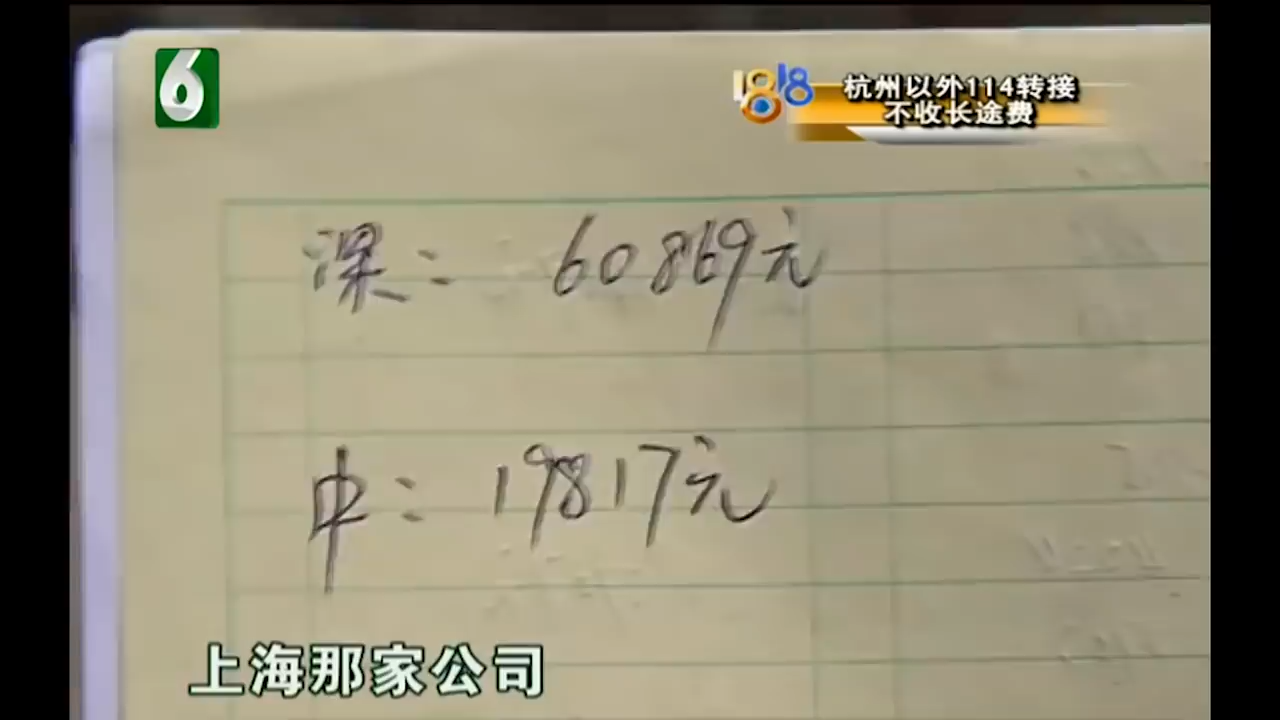 6
1818 杭州以外114转接
不收长途费
深: 60869元
中: 19817元
上海那家公司